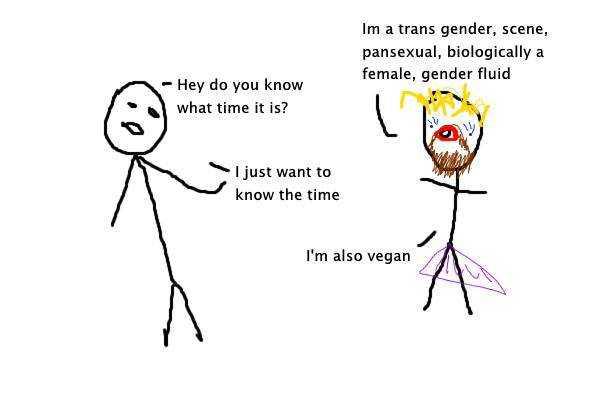 Hey do you know
what time it is?
Im a trans gender, scene,
pansexual, biologically a
female, gender fluid
I just want to
know the time
I'm also vegan